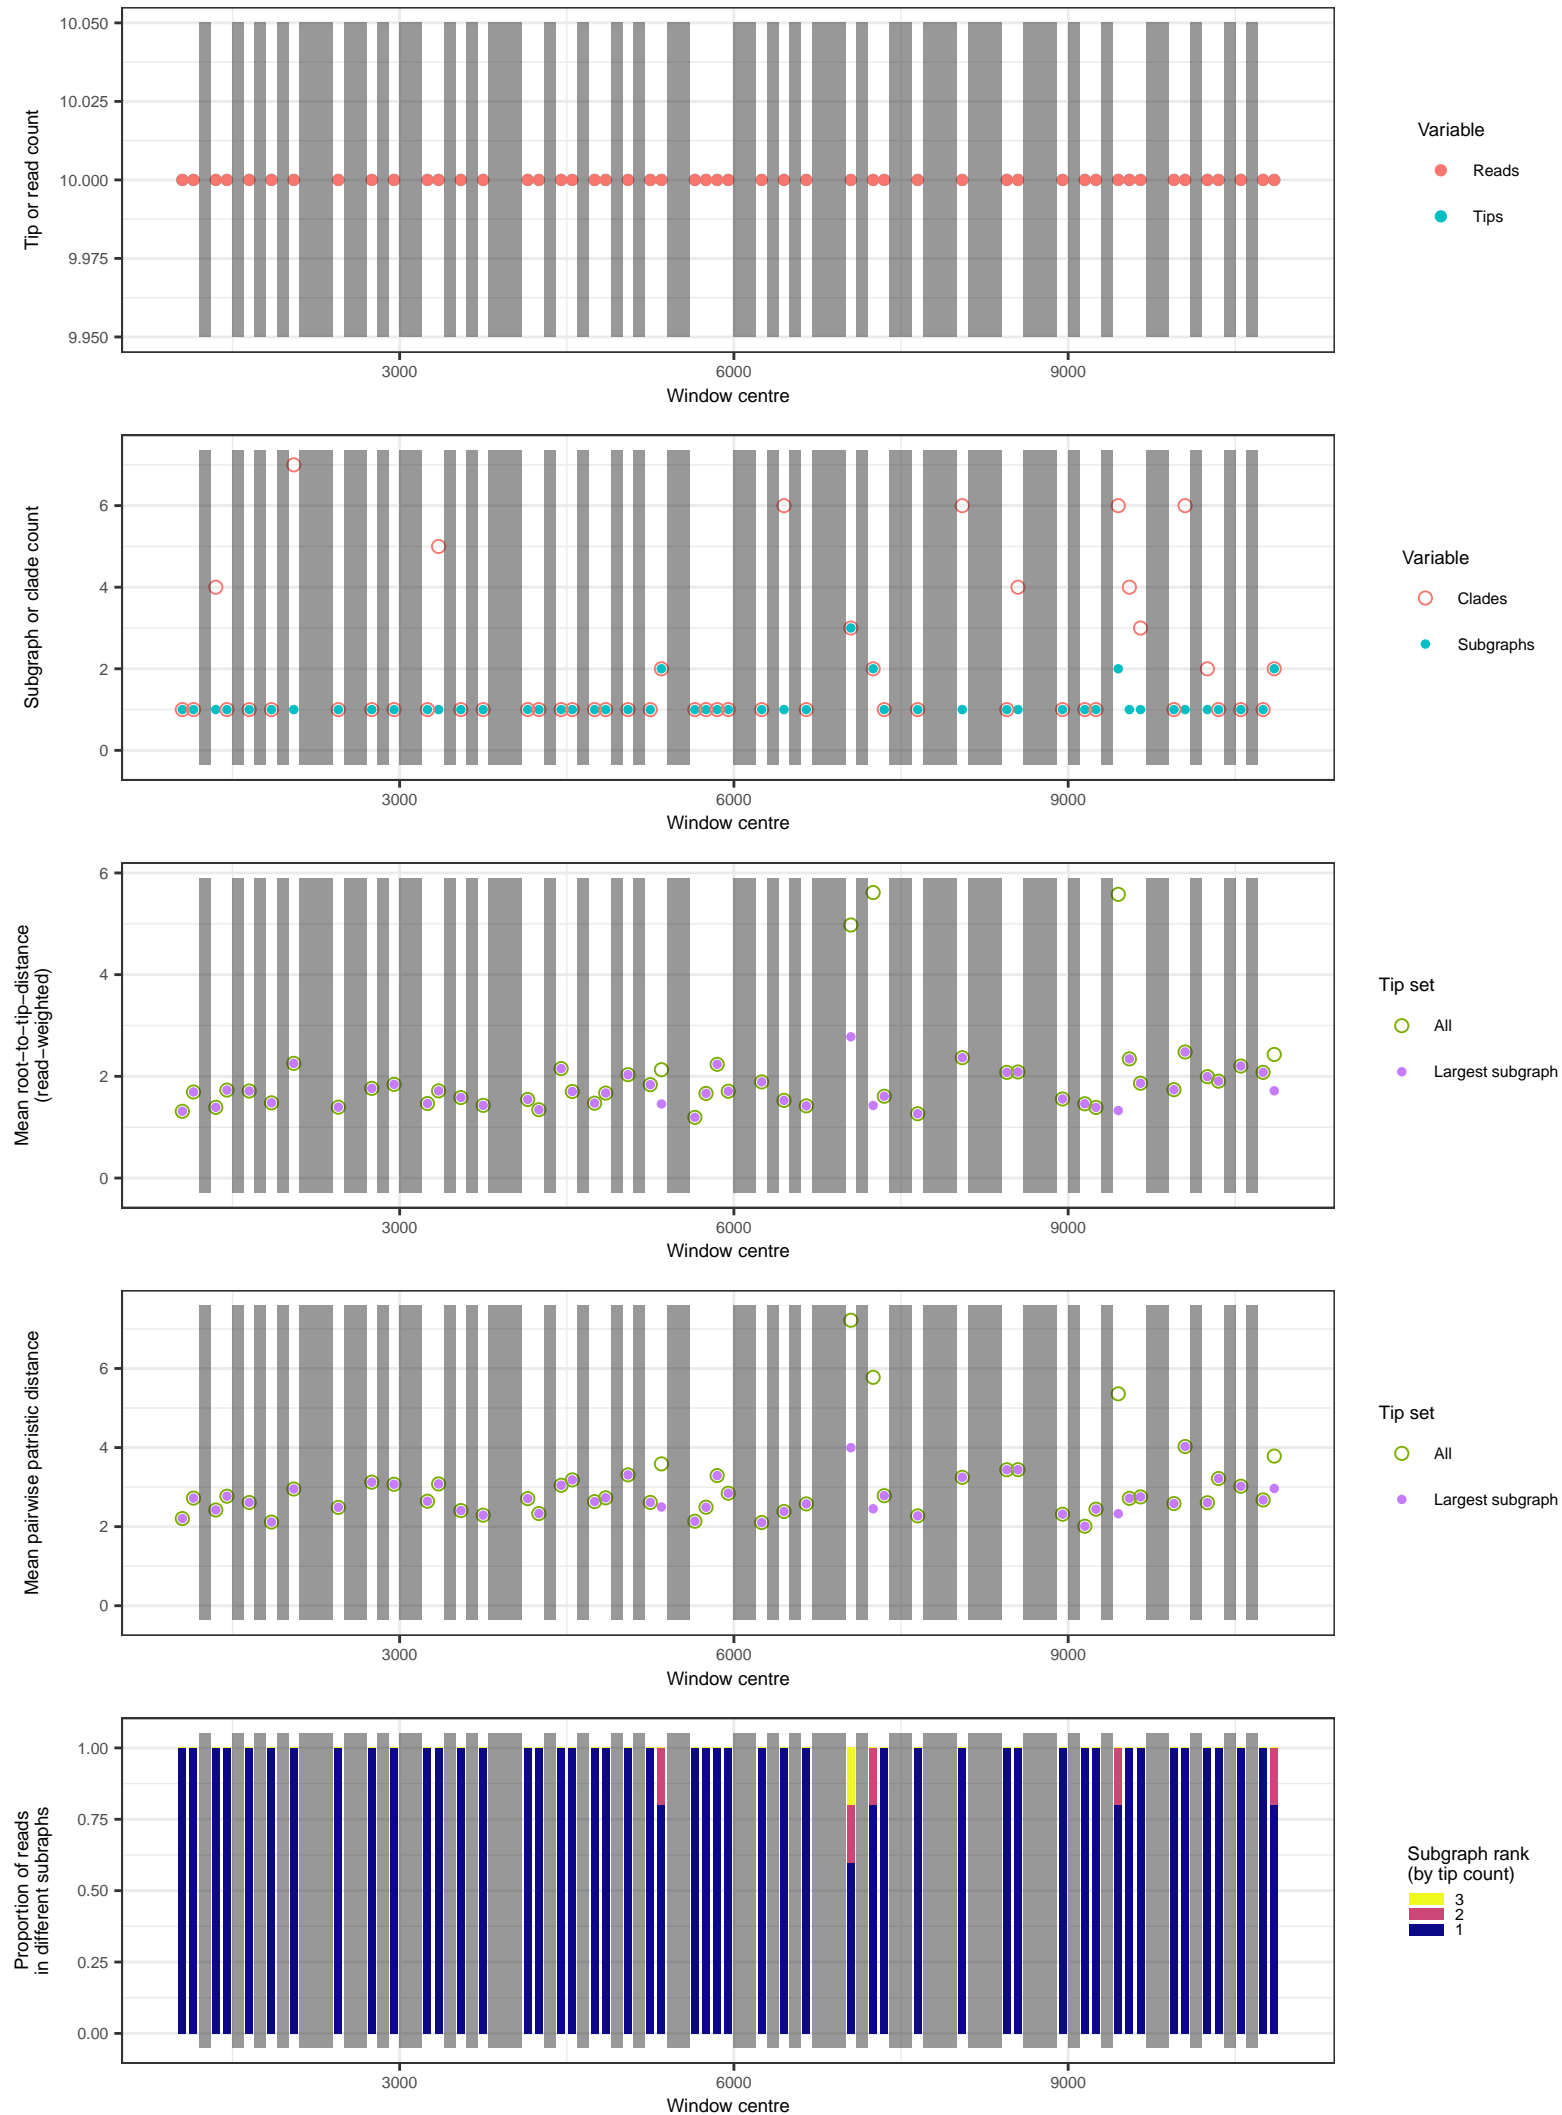 10.050
10.025
10.000
9.975
9.950
Tip or read count
3000
6000
9000
Window centre
Variable
Reads
Tips
6
4
2
0
Subgraph or clade count
3000
6000
9000
Window centre
Variable
Clades
Subgraphs
6
4
2
0
Mean root−to−tip−distance
(read−weighted)
3000
6000
9000
Window centre
Tip set
All
Largest subgraph
6
4
2
0
Mean pairwise patristic distance
3000
6000
9000
Window centre
Tip set
All
Largest subgraph
1.00
0.75
0.50
0.25
0.00
Proportion of reads
in different subraphs
3000
6000
9000
Window centre
Subgraph rank
(by tip count)
3
2
1